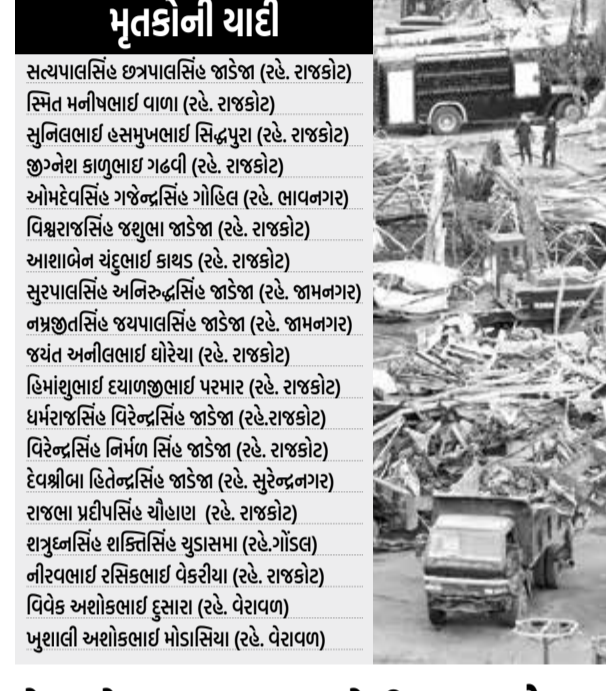 મૃતકોની યાદી
સત્યપાલસિંહ છત્રપાલસિંહ જાડેજા (રહે. રાજકોટ)
સ્મિત મનીષભાઈ વાળા (રહે. રાજકોટ)
સુનિલભાઈ હસમુખભાઈ સિદ્ધપુરા (રહે. રાજકોટ)
જીગ્નેશ કાળુભાઈ ગઢવી (રહે. રાજકોટ)
ઓમદેવસિંહ ગજેન્દ્રસિંહ ગોહિલ (રહે. ભાવનગર)
વિશ્વરાજસિંહ જશુભા જાડેજા (રહે. રાજકોટ)
આશાબેન ચંદુભાઈ કાથડ (રહે. રાજકોટ)
સુરપાલસિંહ અનિરુદ્ધસિંહ જાડેજા (રહે. જામનગર)
નમ્રજીતસિંહ જયપાલસિંહ જાડેજા (રહે. જામનગર)
જયંત અનીલભાઈ ઘોરેચા (રહે. રાજકોટ)
હિમાંશુભાઈ દયાળજીભાઈ પરમાર (રહે. રાજકોટ)
ધર્મરાજસિંહ વિરેન્દ્રસિંહ જાડેજા (રહે.રાજકોટ)
વિરેન્દ્રસિંહ નિર્મળ સિંહ જાડેજા (રહે. રાજકોટ)
દેવશ્રીબા હિતેન્દ્રસિંહ જાડેજા (રહે. સુરેન્દ્રનગર)
રાજભા પ્રદીપસિંહ ચૌહાણ (રહે. રાજકોટ)
શત્રુઘ્નસિંહ શક્તિસિંહ ચુડાસમા (રહે.ગોંડલ)
નીરવભાઈ રસિકભાઈ વેકરીયા (રહે. રાજકોટ)
વિવેક અશોકભાઈ દુસારા (રહે. વેરાવળ)
ખુશાલી અશોકભાઈ મોડાસિયા (રહે. વેરાવળ)